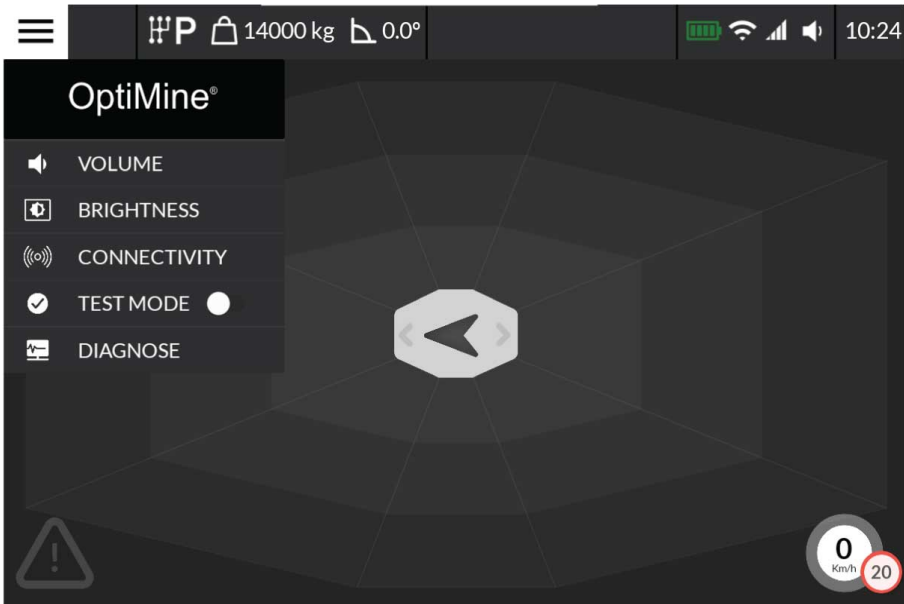 P 14000 kg 0.0° 10:24
OptiMine®
VOLUME
BRIGHTNESS
CONNECTIVITY
TEST MODE
DIAGNOSE
!
0
Km/h
20